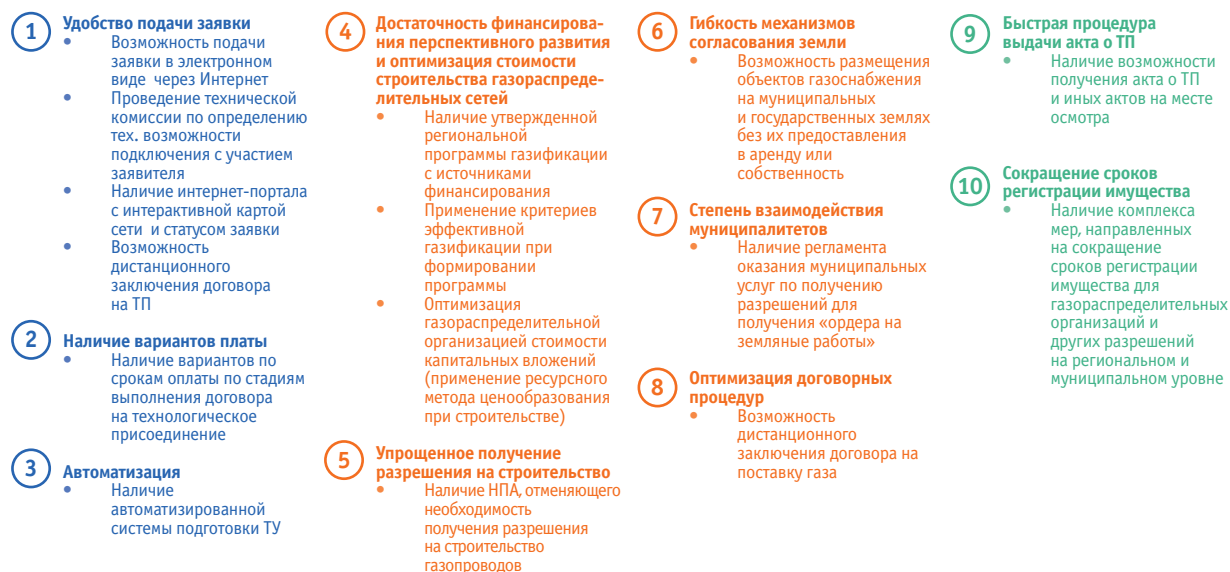 1
Удобство подачи заявки
• Возможность подачи
заявки в электронном
виде через Интернет
• Проведение технической
комиссии по определению
тех. возможности
подключения с участием
заявителя
• Наличие интернет-портала
с интерактивной картой
сети и статусом заявки
• Возможность
дистанционного
заключения договора
на ТП
2
Наличие вариантов платы
• Наличие вариантов по
срокам оплаты по стадиям
выполнения договора
на технологическое
присоединение
3
Автоматизация
• Наличие
автоматизированной
системы подготовки ТУ
4
Достаточность финансирова-
ния перспективного развития
и оптимизация стоимости
строительства газораспреде-
лительных сетей
• Наличие утвержденной
региональной
программы газификации
с источниками
финансирования
• Применение критериев
эффективной
газификации при
формировании
программы
• Оптимизация
газораспределительной
организацией стоимости
капитальных вложений
(применение ресурсного
метода ценообразования
при строительстве)
5
Упрощенное получение
разрешения на строительство
• Наличие НПА, отменяющего
необходимость
получения разрешения
на строительство
газопроводов
6
Гибкость механизмов
согласования земли
• Возможность размещения
объектов газоснабжения
на муниципальных
и государственных землях
без их предоставления
в аренду или
собственность
7
Степень взаимодействия
муниципалитетов
• Наличие регламента
оказания муниципальных
услуг по получению
разрешений для
получения «ордера на
земляные работы»
8
Оптимизация договорных
процедур
• Возможность
дистанционного
заключения договора на
поставку газа
9
Быстрая процедура
выдачи акта о ТП
• Наличие возможности
получения акта о ТП
и иных актов на месте
осмотра
10
Сокращение сроков
регистрации имущества
• Наличие комплекса
мер, направленных
на сокращение
сроков регистрации
имущества для
газораспределительных
организаций и
других разрешений
на региональном и
муниципальном уровне